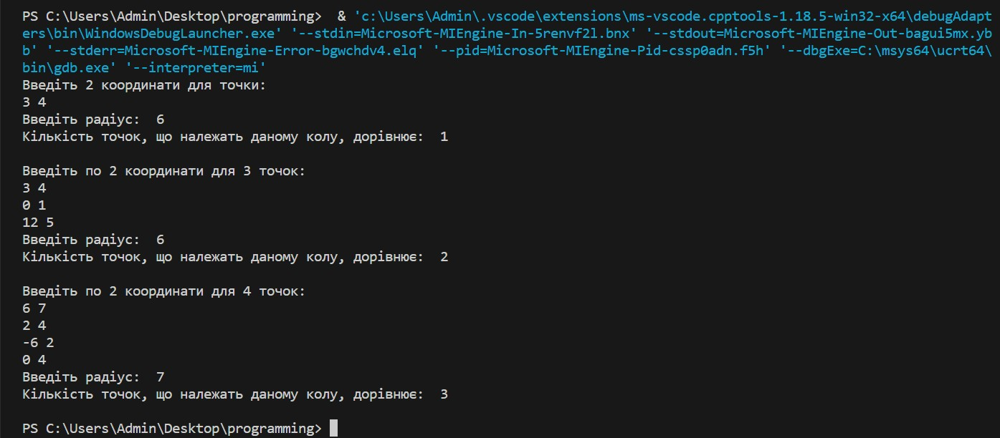 PS C:\Users\Admin\Desktop\programming>  & 'c:\Users\Admin\.vscode\extensions\ms-vscode.cpptools-1.18.5-win32-x64\debugAdapt
ers\bin\WindowsDebugLauncher.exe' '--stdin=Microsoft-MIEngine-In-5renvf2l.bnx' '--stdout=Microsoft-MIEngine-Out-bagui5mx.yb
b' '--stderr=Microsoft-MIEngine-Error-bgwchdv4.elq' '--pid=Microsoft-MIEngine-Pid-cssp0adn.f5h' '--dbgExe=C:\msys64\ucrt64\
bin\gdb.exe' '--interpreter=mi'
Введіть 2 координати для точки:
3 4
Введіть радіус:  6
Кількість точок, що належать даному колу, дорівнює:  1
Введіть по 2 координати для 3 точок:
3 4
0 1
12 5
Введіть радіус:  6
Кількість точок, що належать даному колу, дорівнює:  2
Введіть по 2 координати для 4 точок:
6 7
2 4
-6 2
0 4
Введіть радіус:  7
Кількість точок, що належать даному колу, дорівнює:  3
PS C:\Users\Admin\Desktop\programming>